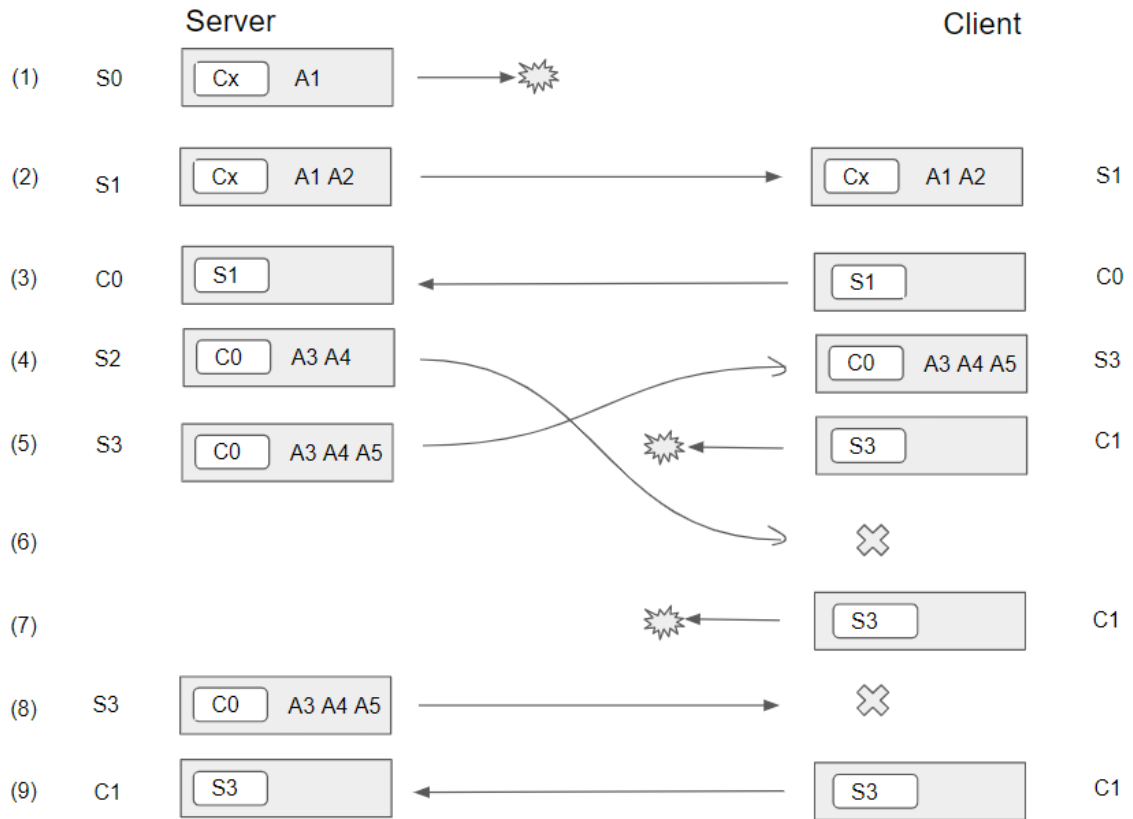 Server Client
(1) S0 Cx A1
(2) S1 Cx A1 A2 Cx A1 A2 S1
(3) C0 S1 S1 C0
(4) S2 C0 A3 A4 C0 A3 A4 A5 S3
(5) S3 C0 A3 A4 A5 S3 C1
(6)
(7) S3 C1
(8) S3 C0 A3 A4 A5
(9) C1 S3 S3 C1